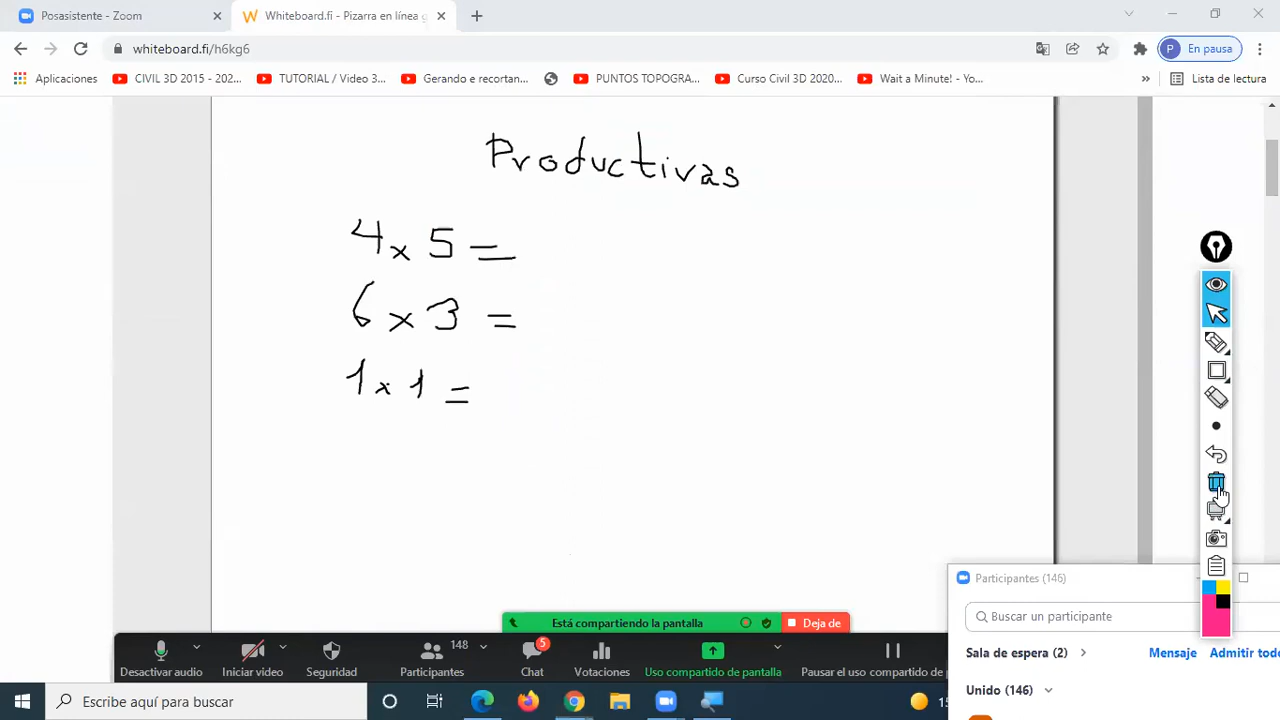 Posasistente - Zoom
Whiteboard.fi - Pizarra en línea g
whiteboard.fi/h6kg6
En pausa
Aplicaciones
CIVIL 3D 2015 - 202...
TUTORIAL / Video 3...
Gerando e recortan...
PUNTOS TOPOGRA...
Curso Civil 3D 2020...
Wait a Minute! - Yo...
»
Lista de lectura
Productivas
4 x 5 =
6 x 3 =
1 x 1 =
Participantes (146)
Buscar un participante
Sala de espera (2)
Mensaje
Admitir todo
Unido (146)
Está compartiendo la pantalla
Deja de
148
5
Desactivar audio
Iniciar video
Seguridad
Participantes
Chat
Votaciones
Uso compartido de pantalla
Pausar el uso compartido de p
Escribe aquí para buscar